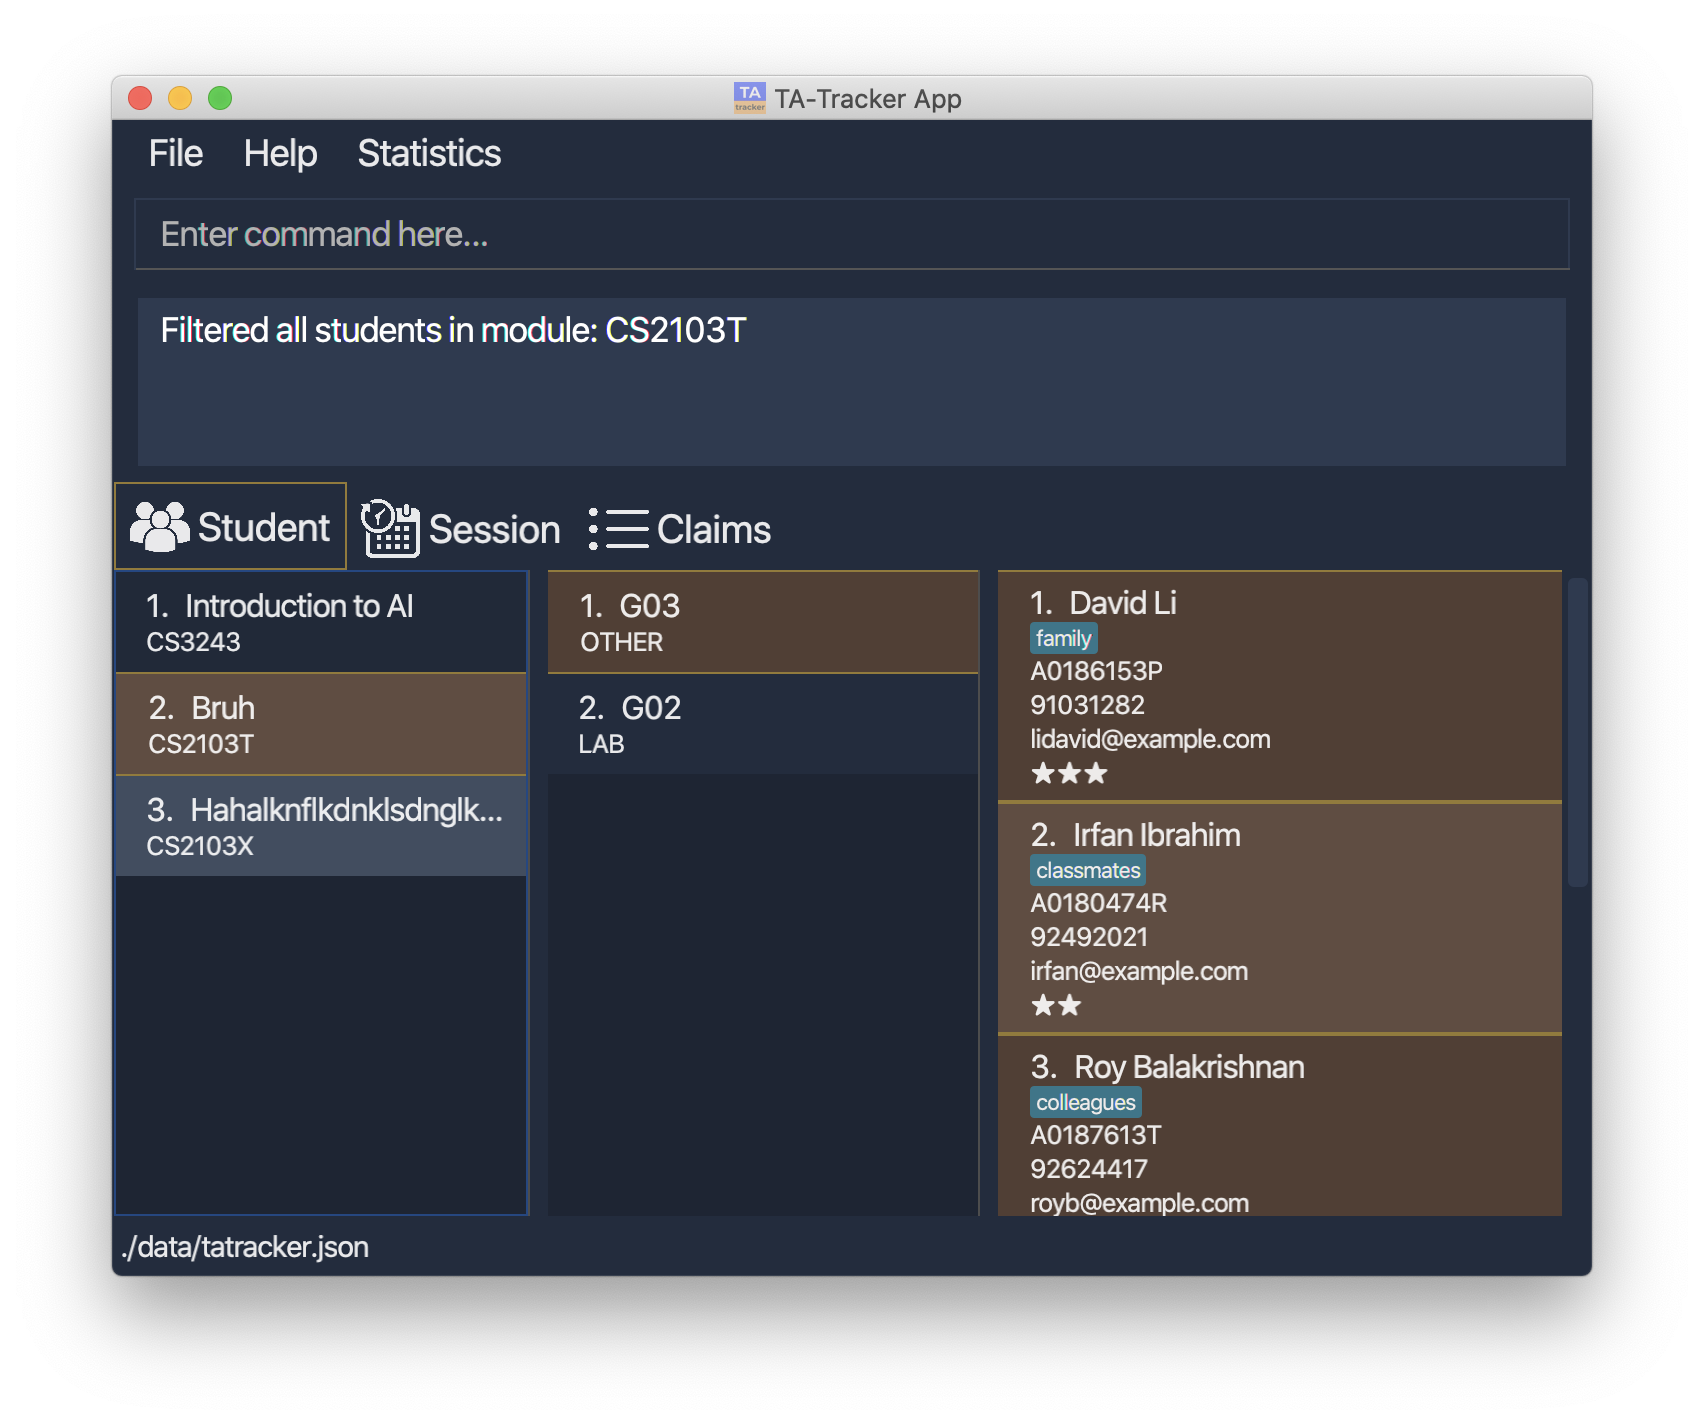 TA
tracker
TA-Tracker App
File Help Statistics
Enter command here...
Filtered all students in module: CS2103T
Student Session Claims
1. Introduction to AI
CS3243
2. Bruh
CS2103T
3. Hahalknflkdnklsdnglk...
CS2103X
1. G03
OTHER
2. G02
LAB
1. David Li
family
A0186153P
91031282
lidavid@example.com
★★★
2. Irfan Ibrahim
classmates
A0180474R
92492021
irfan@example.com
★★
3. Roy Balakrishnan
colleagues
A0187613T
92624417
royb@example.com
./data/tatracker.json